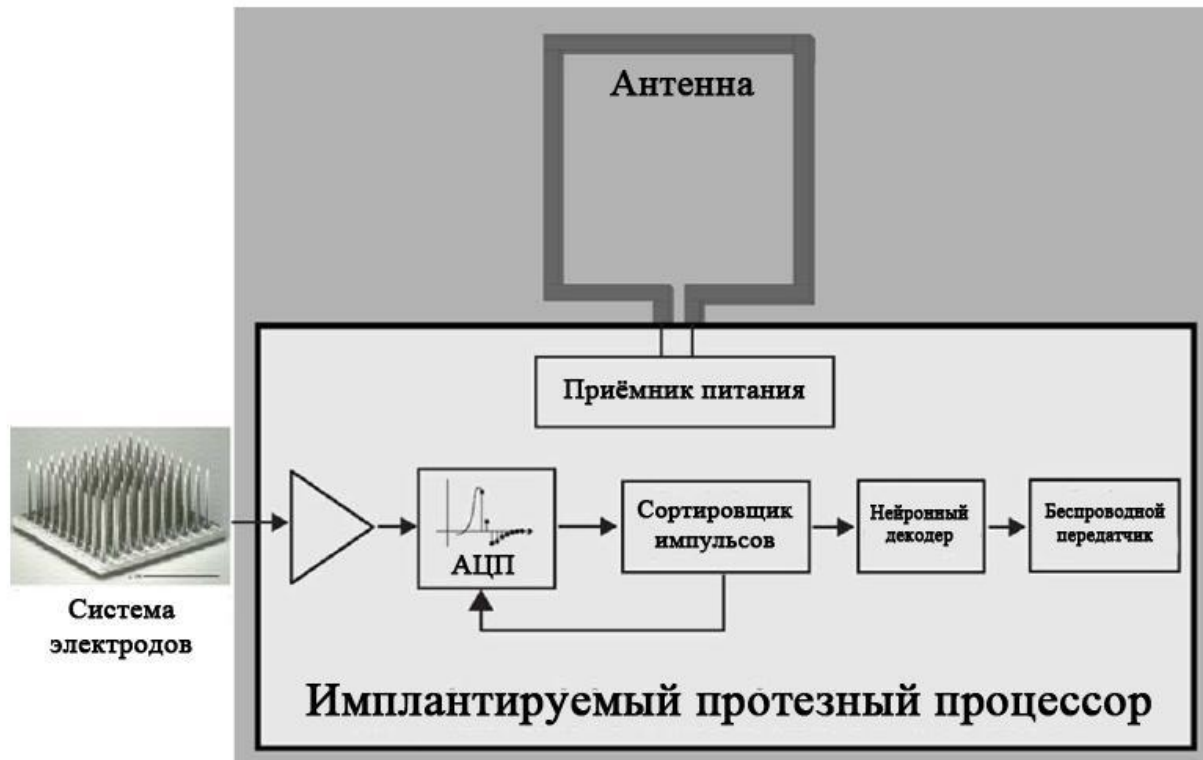 Антенна
Приёмник питания
АЦП
Сортировщик
импульсов
Нейронный
декодер
Беспроводной
передатчик
Система
электродов
Имплантируемый протезный процессор